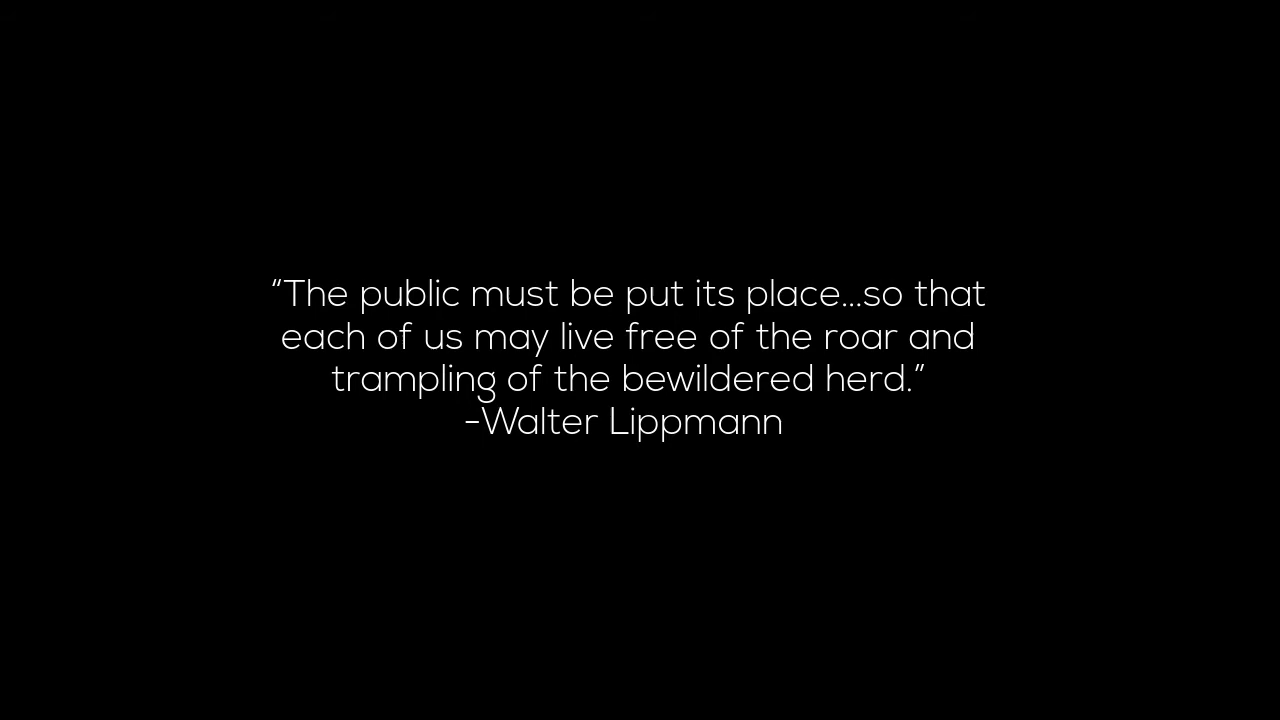 “The public must be put its place...so that
each of us may live free of the roar and
trampling of the bewildered herd.”
-Walter Lippmann